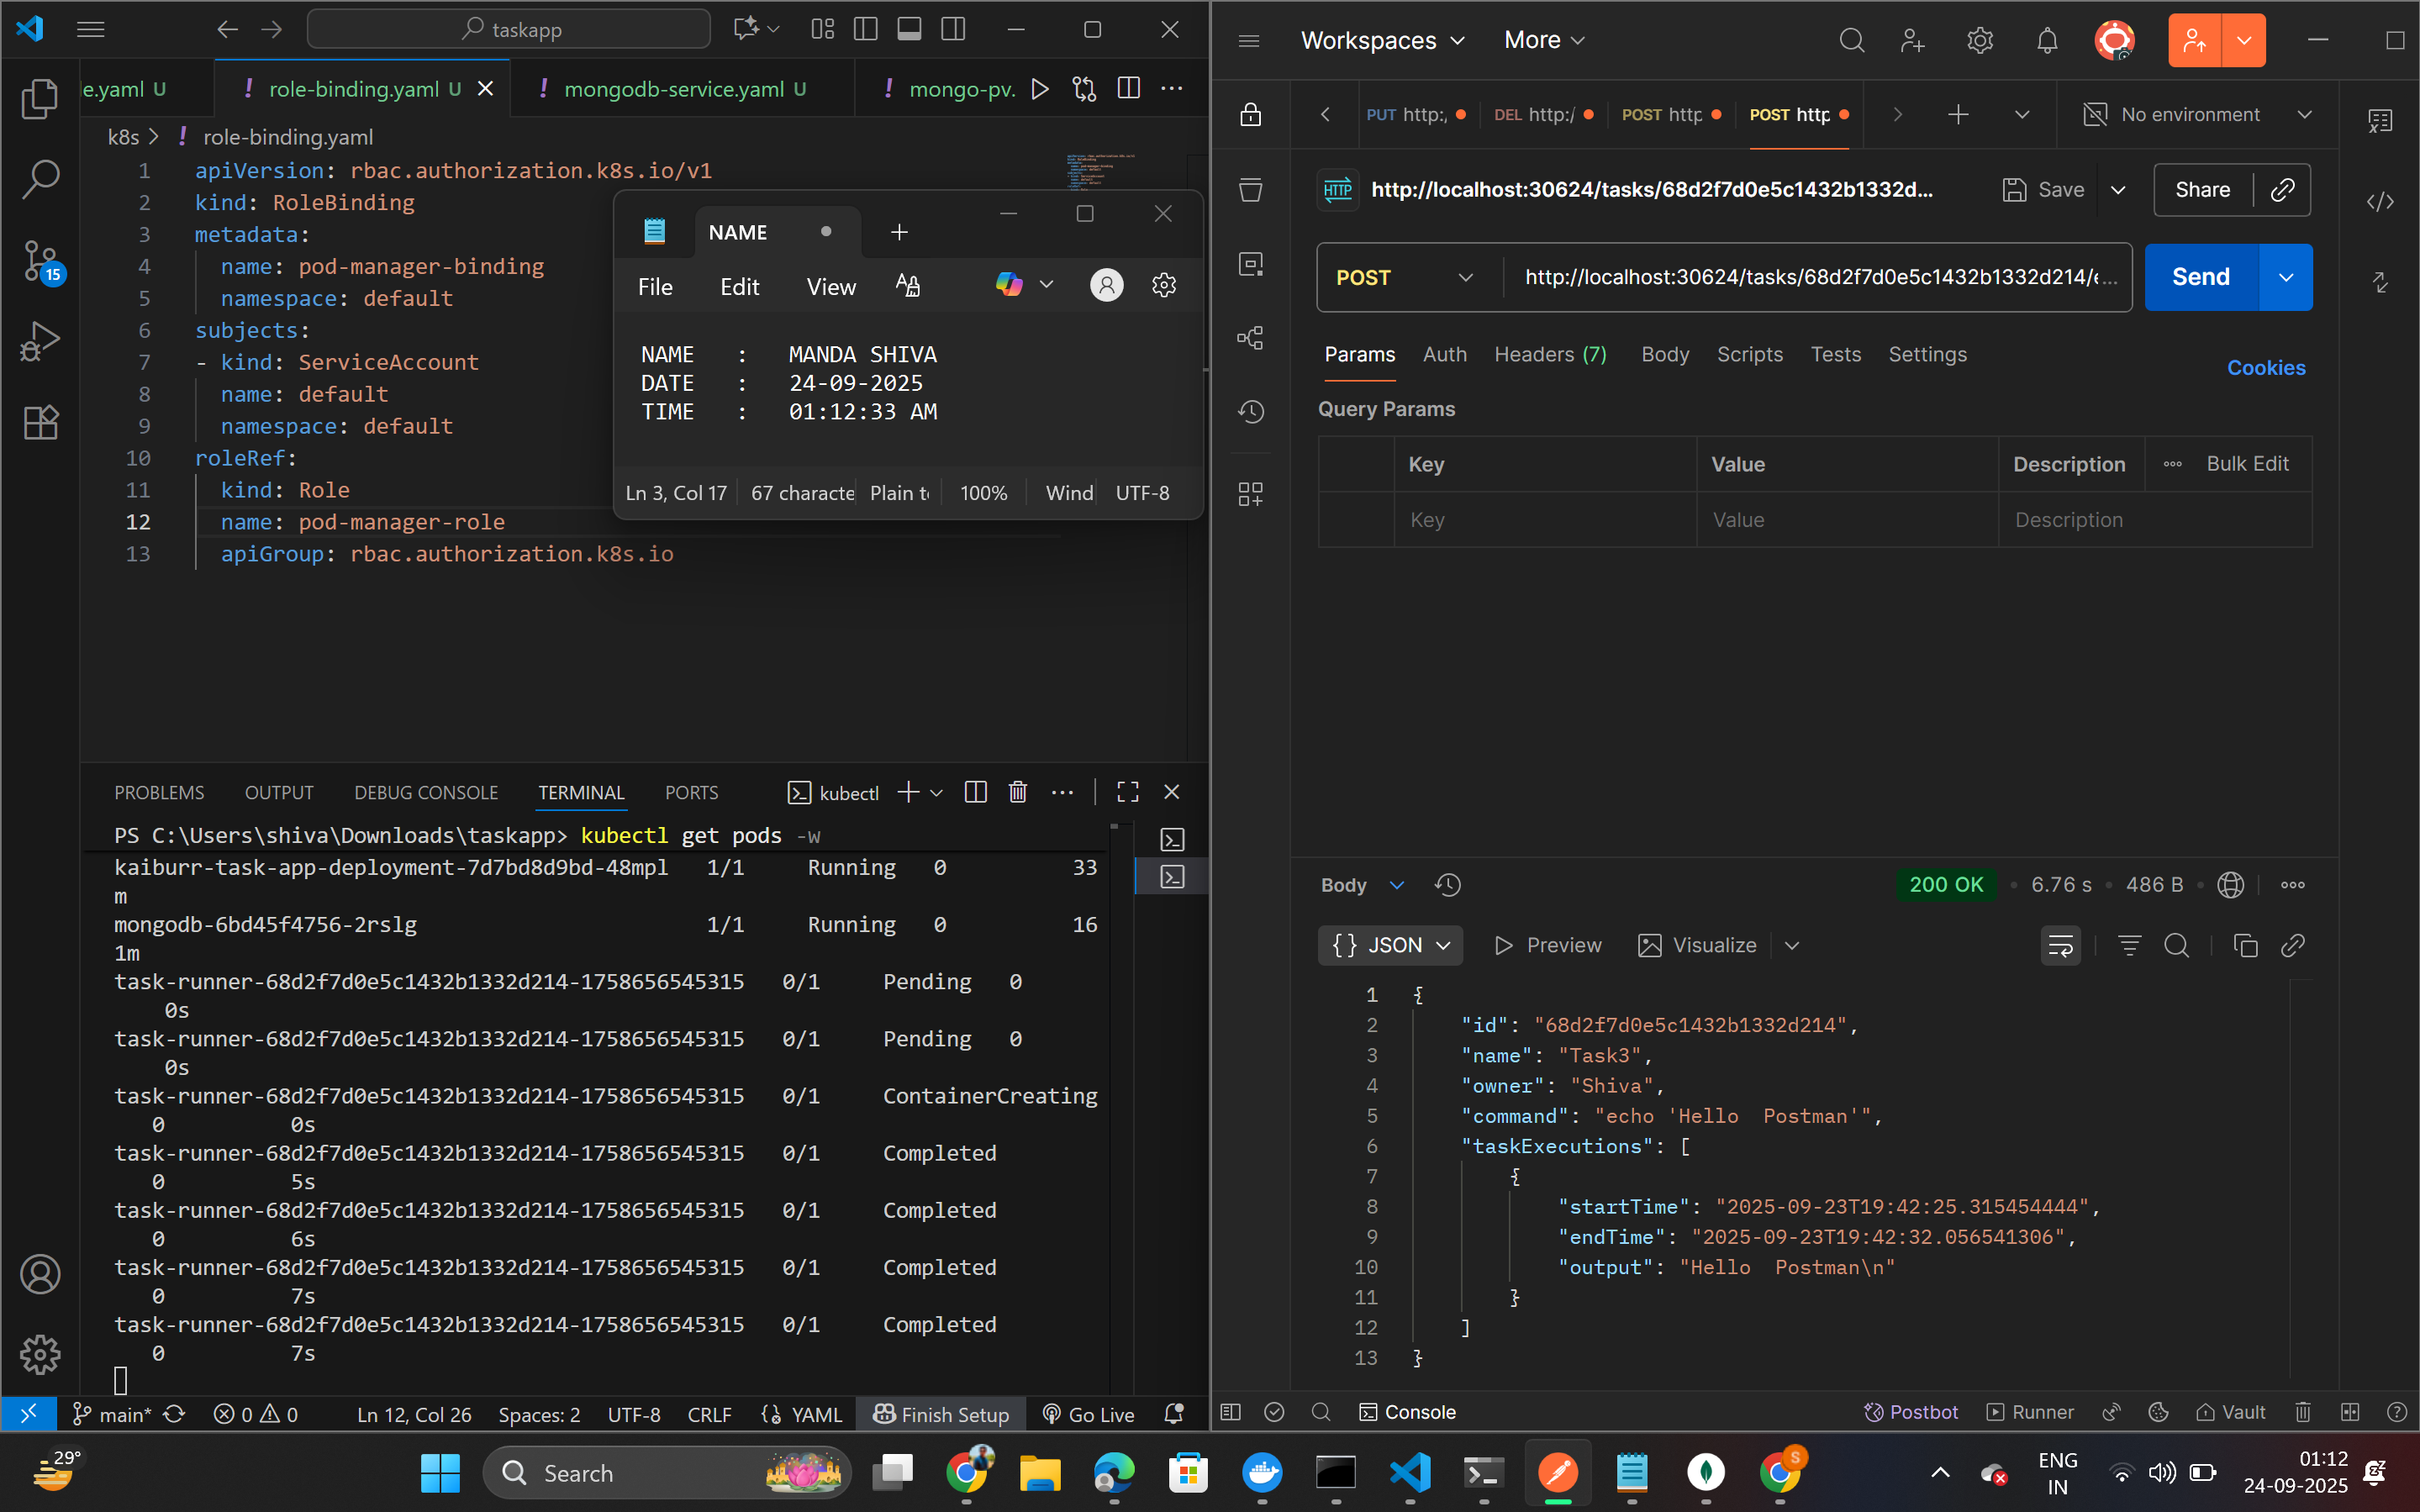 taskapp
le.yaml U
! role-binding.yaml U
! mongodb-service.yaml U
! mongo-pv.
k8s > ! role-binding.yaml
1 apiVersion: rbac.authorization.k8s.io/v1
2 kind: RoleBinding
3 metadata:
4   name: pod-manager-binding
5   namespace: default
6 subjects:
7 - kind: ServiceAccount
8   name: default
9   namespace: default
10 roleRef:
11   kind: Role
12   name: pod-manager-role
13   apiGroup: rbac.authorization.k8s.io
15
NAME
File Edit View
NAME : MANDA SHIVA
DATE : 24-09-2025
TIME : 01:12:33 AM
Ln 3, Col 17 67 characte Plain t 100% Wind UTF-8
PROBLEMS OUTPUT DEBUG CONSOLE TERMINAL PORTS kubectl
PS C:\Users\shiva\Downloads\taskapp> kubectl get pods -w
kaiburr-task-app-deployment-7d7bd8d9bd-48mpl 1/1 Running 0 33
m
mongodb-6bd45f4756-2rslg 1/1 Running 0 16
1m
task-runner-68d2f7d0e5c1432b1332d214-1758656545315 0/1 Pending 0
0s
task-runner-68d2f7d0e5c1432b1332d214-1758656545315 0/1 Pending 0
0s
task-runner-68d2f7d0e5c1432b1332d214-1758656545315 0/1 ContainerCreating
0 0s
task-runner-68d2f7d0e5c1432b1332d214-1758656545315 0/1 Completed
0 5s
task-runner-68d2f7d0e5c1432b1332d214-1758656545315 0/1 Completed
0 6s
task-runner-68d2f7d0e5c1432b1332d214-1758656545315 0/1 Completed
0 7s
task-runner-68d2f7d0e5c1432b1332d214-1758656545315 0/1 Completed
0 7s
main* 0 0 Ln 12, Col 26 Spaces: 2 UTF-8 CRLF YAML Finish Setup Go Live
Workspaces More
PUT http:/ DEL http:/ POST http POST http No environment
HTTP http://localhost:30624/tasks/68d2f7d0e5c1432b1332d... Save Share
POST http://localhost:30624/tasks/68d2f7d0e5c1432b1332d214/e... Send
Params Auth Headers (7) Body Scripts Tests Settings Cookies
Query Params
Key Value Description Bulk Edit
Key Value Description
Body 200 OK 6.76 s 486 B
{} JSON Preview Visualize
1 {
2 "id": "68d2f7d0e5c1432b1332d214",
3 "name": "Task3",
4 "owner": "Shiva",
5 "command": "echo 'Hello  Postman'",
6 "taskExecutions": [
7 {
8 "startTime": "2025-09-23T19:42:25.315454444",
9 "endTime": "2025-09-23T19:42:32.056541306",
10 "output": "Hello  Postman\n"
11 }
12 ]
13 }
Console Postbot Runner Vault
29° Search S ENG 01:12
IN 24-09-2025